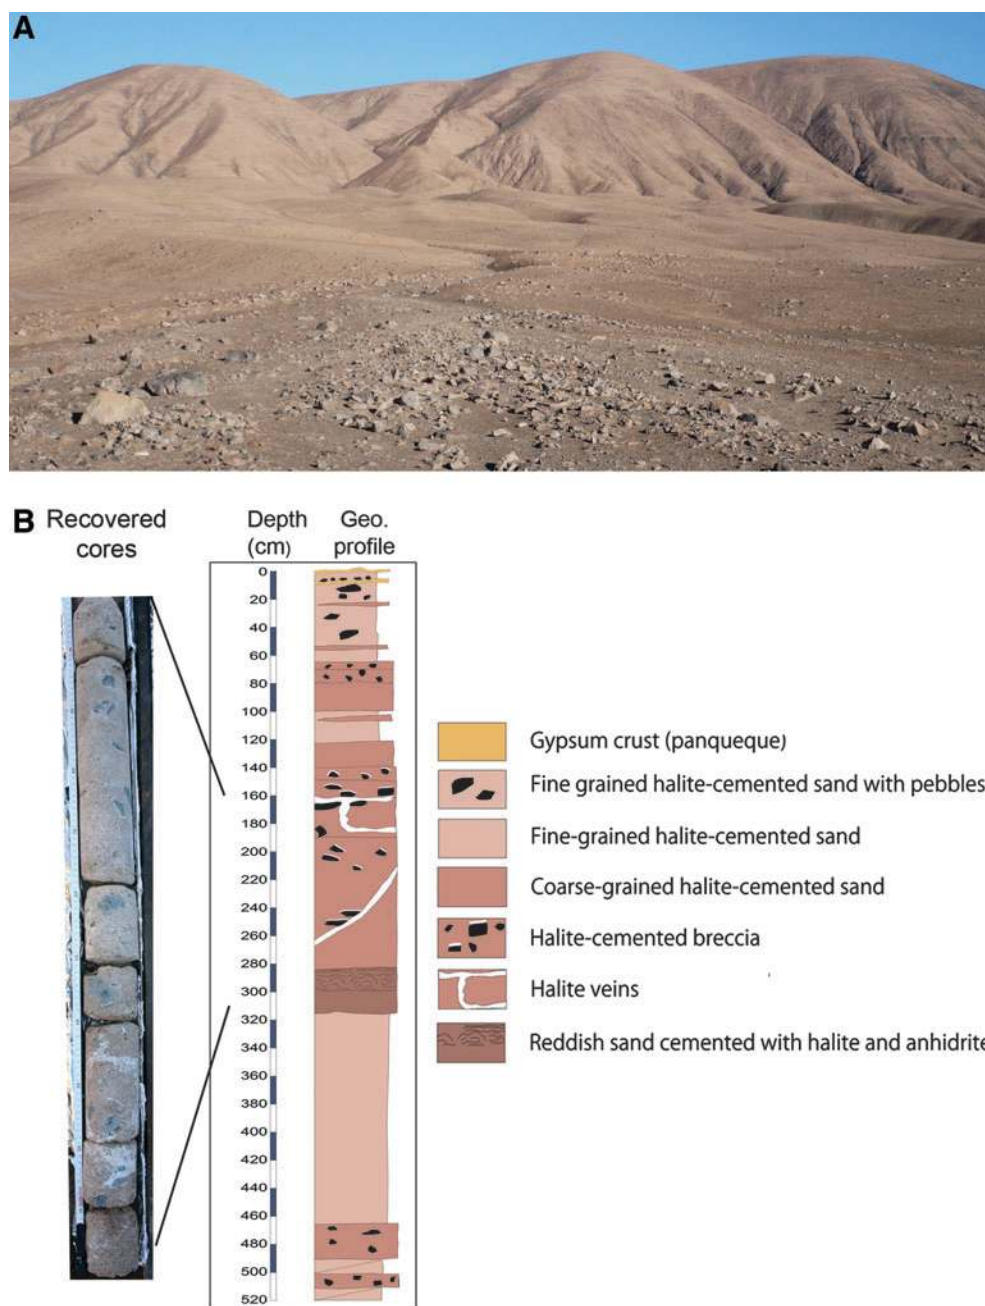 A
B
Recovered
cores
Depth
(cm)
Geo.
profile
0
20
40
60
80
100
120
140
160
180
200
220
240
260
280
300
320
340
360
380
400
420
440
460
480
500
520
Gypsum crust (panqueque)
Fine grained halite-cemented sand with pebbles
Fine-grained halite-cemented sand
Coarse-grained halite-cemented sand
Halite-cemented breccia
Halite veins
Reddish sand cemented with halite and anhidrite